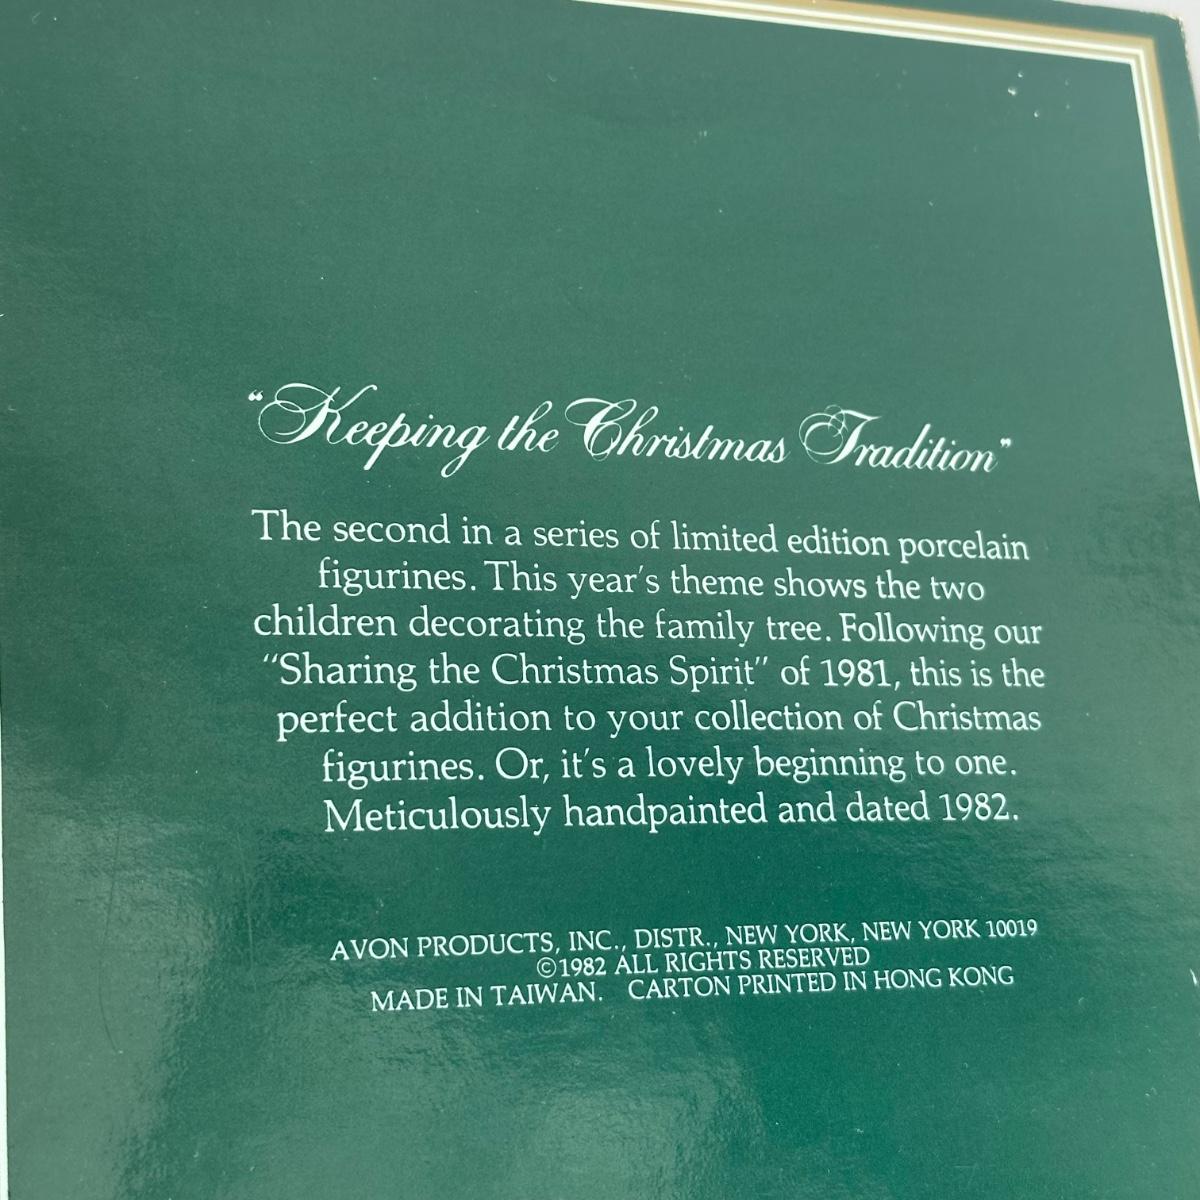 “Keeping the Christmas Tradition”
The second in a series of limited edition porcelain
figurines. This year's theme shows the two
children decorating the family tree. Following our
“Sharing the Christmas Spirit” of 1981, this is the
perfect addition to your collection of Christmas
figurines. Or, it's a lovely beginning to one.
Meticulously handpainted and dated 1982.
AVON PRODUCTS, INC., DISTR., NEW YORK, NEW YORK 10019
©1982 ALL RIGHTS RESERVED
MADE IN TAIWAN. CARTON PRINTED IN HONG KONG